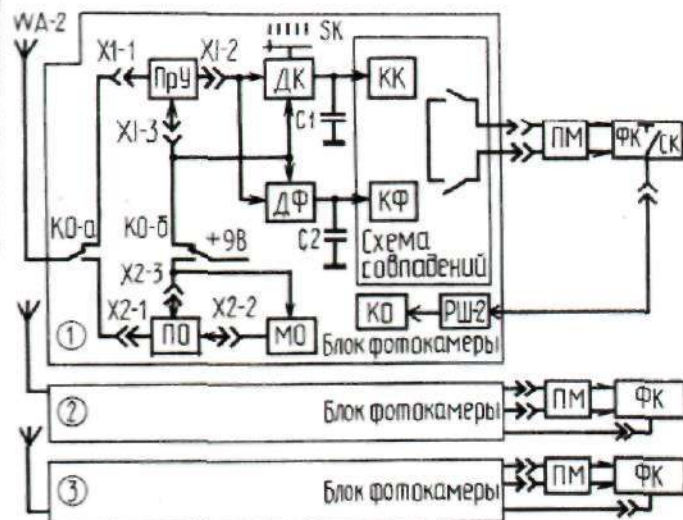 WA-2
X1-1
ПрУ
X1-2
SK
ДК
КК
C1
X1-3
ПМ
ФК
СК
ДФ
КФ
КО-а
КО-б
+9В
C2
Схема
совпадений
X2-3
X2-1
X2-2
ПО
МО
КО
РШ-2
1
Блок фотокамеры
2
Блок фотокамеры
ПМ
ФК
3
Блок фотокамеры
ПМ
ФК